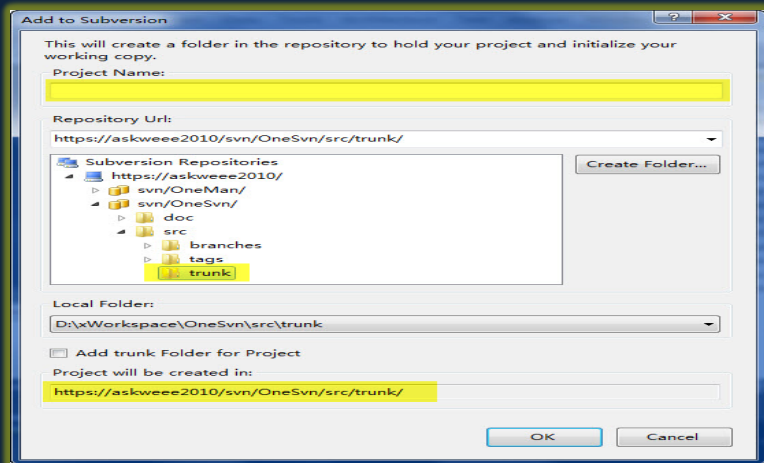 Add to Subversion
This will create a folder in the repository to hold your project and initialize your
working copy.
Project Name:
Repository Url:
https://askweee2010/svn/OneSvn/src/trunk/
Subversion Repositories
Create Folder...
https://askweee2010/
svn/OneMan/
svn/OneSvn/
doc
src
branches
tags
trunk
Local Folder:
D:\xWorkspace\OneSvn\src\trunk
Add trunk Folder for Project
Project will be created in:
https://askweee2010/svn/OneSvn/src/trunk/
OK Cancel